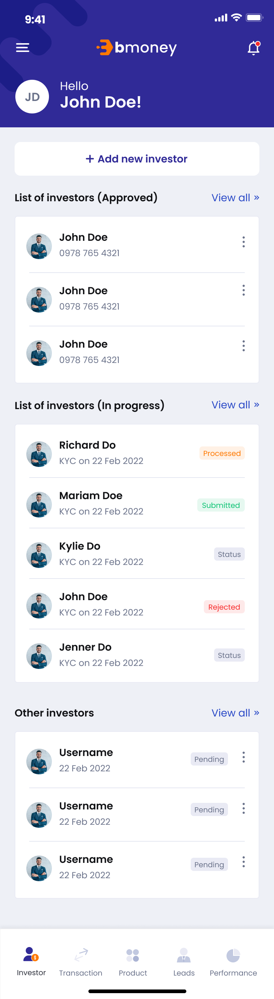 9:41
bmoney
JD
Hello
John Doe!
+ Add new investor
List of investors (Approved)
View all »
John Doe
0978 765 4321
John Doe
0978 765 4321
John Doe
0978 765 4321
List of investors (In progress)
View all »
Richard Do
KYC on 22 Feb 2022
Processed
Mariam Doe
KYC on 22 Feb 2022
Submitted
Kylie Do
KYC on 22 Feb 2022
Status
John Doe
KYC on 22 Feb 2022
Rejected
Jenner Do
KYC on 22 Feb 2022
Status
Other investors
View all »
Username
22 Feb 2022
Pending
Username
22 Feb 2022
Pending
Username
22 Feb 2022
Pending
$
Investor
Transaction
Product
Leads
Performance